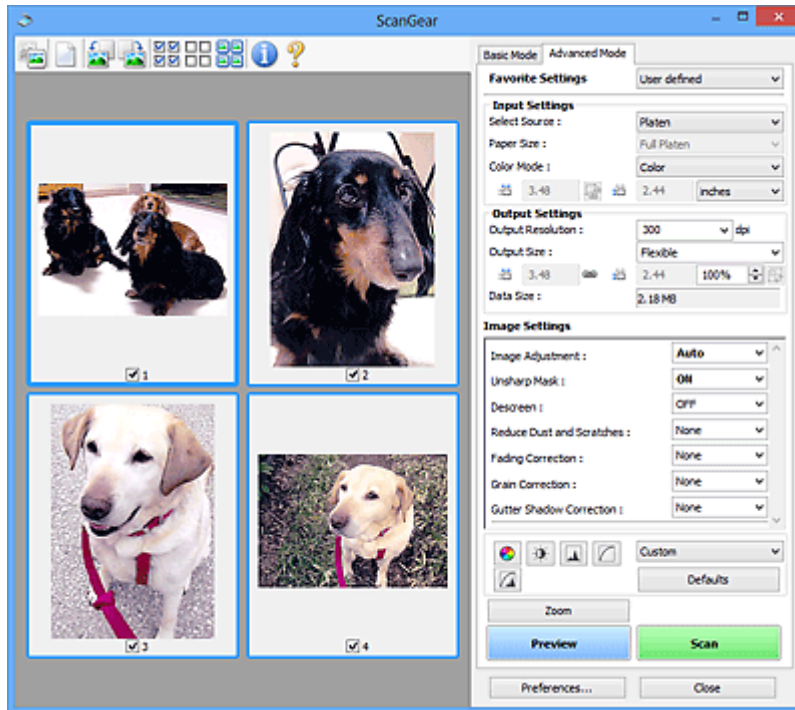 ScanGear
Basic Mode Advanced Mode
Favorite Settings User defined
Input Settings
Select Source : Platen
Paper Size : Full Platen
Color Mode : Color
3.48 2.44 inches
Output Settings
Output Resolution : 300 dpi
Output Size : Flexible
3.48 2.44 100%
Data Size : 2.18 MB
Image Settings
Image Adjustment : Auto
Unsharp Mask : ON
Descreen : OFF
Reduce Dust and Scratches : None
Fading Correction : None
Grain Correction : None
Gutter Shadow Correction : None
Custom
Defaults
Zoom
Preview Scan
Preferences... Close
1 2
3 4